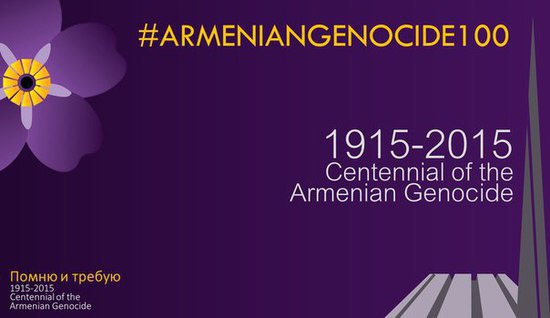 #ARMENIANGENOCIDE100
1915-2015
Centennial of the
Armenian Genocide
Помню и требую
1915-2015
Centennial of the
Armenian Genocide